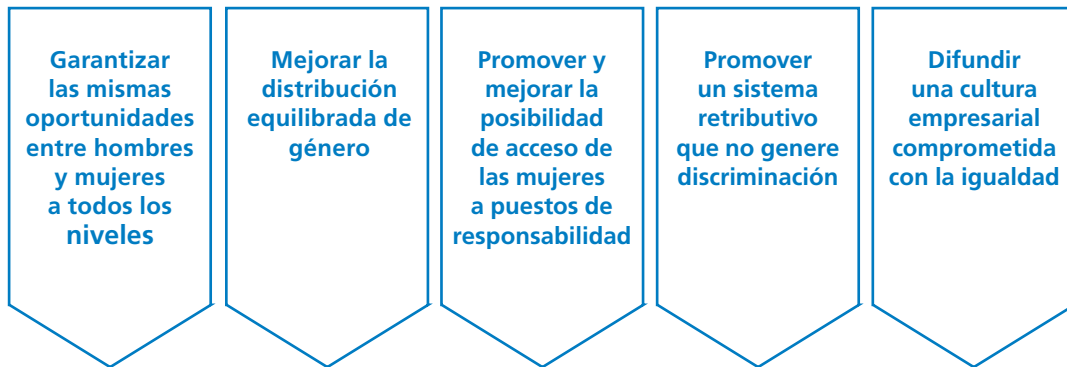 Garantizar
las mismas
oportunidades
entre hombres
y mujeres
a todos los
niveles
Mejorar la
distribución
equilibrada de
género
Promover y
mejorar la
posibilidad
de acceso de
las mujeres
a puestos de
responsabilidad
Promover
un sistema
retributivo
que no genere
discriminación
Difundir
una cultura
empresarial
comprometida
con la igualdad